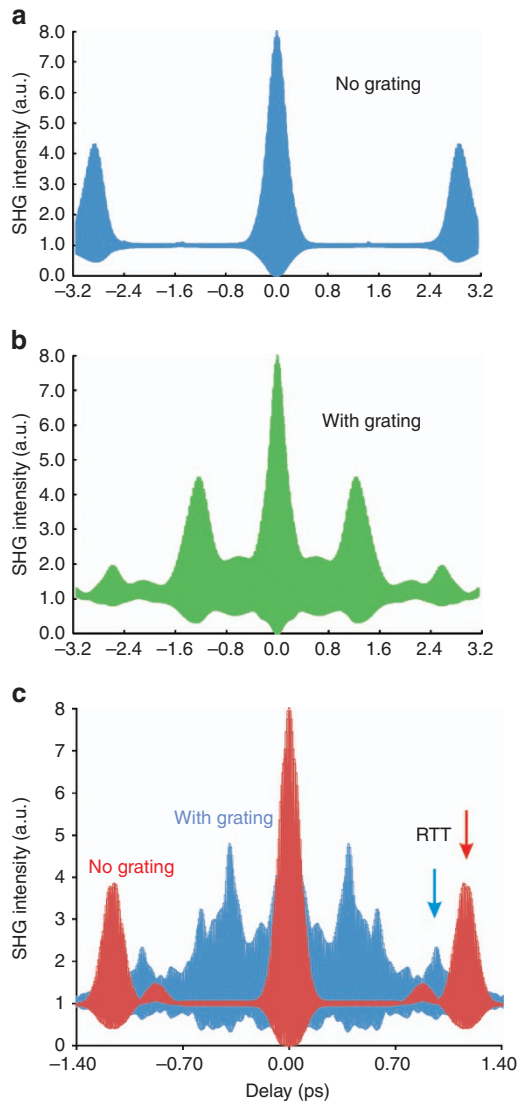 a
8.0
7.0
6.0
5.0
4.0
3.0
2.0
1.0
0.0
SHG intensity (a.u.)
No grating
−3.2 −2.4 −1.6 −0.8 0.0 0.8 1.6 2.4 3.2
b
8.0
7.0
6.0
5.0
4.0
3.0
2.0
1.0
0.0
SHG intensity (a.u.)
With grating
−3.2 −2.4 −1.6 −0.8 0.0 0.8 1.6 2.4 3.2
c
8
7
6
5
4
3
2
1
0
SHG intensity (a.u.)
With grating
RTT
No grating
−1.40 −0.70 0.00 0.70 1.40
Delay (ps)